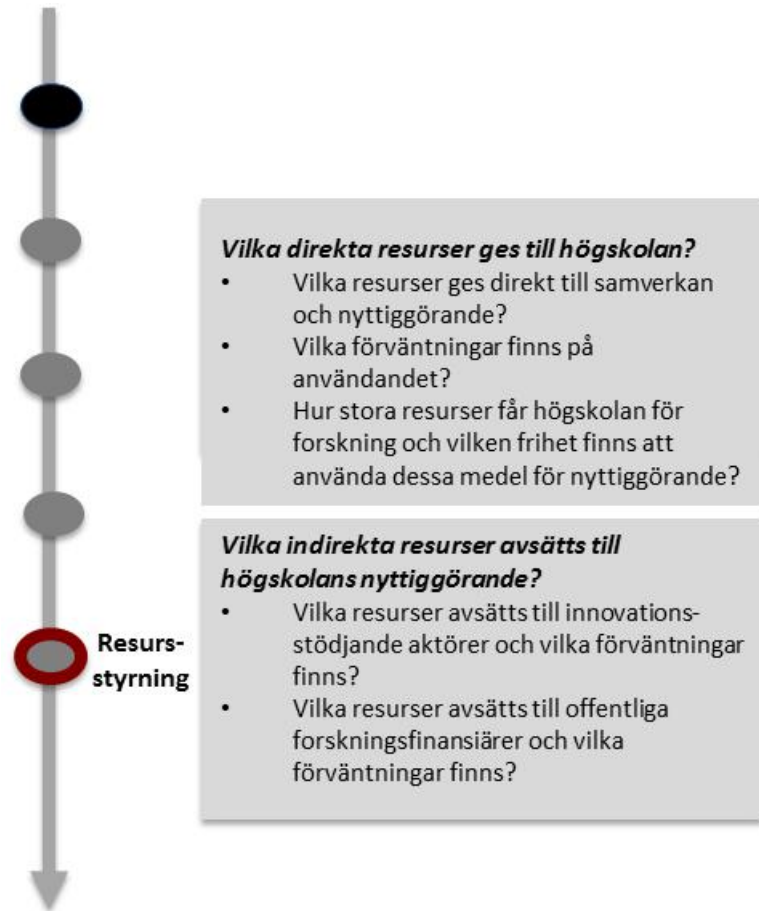 Vilka direkta resurser ges till högskolan?
• Vilka resurser ges direkt till samverkan
och nyttiggörande?
• Vilka förväntningar finns på
användandet?
• Hur stora resurser får högskolan för
forskning och vilken frihet finns att
använda dessa medel för nyttiggörande?
Resurs-
styrning
Vilka indirekta resurser avsätts till
högskolans nyttiggörande?
• Vilka resurser avsätts till innovations-
stödjande aktörer och vilka förväntningar
finns?
• Vilka resurser avsätts till offentliga
forskningsfinansiärer och vilka
förväntningar finns?